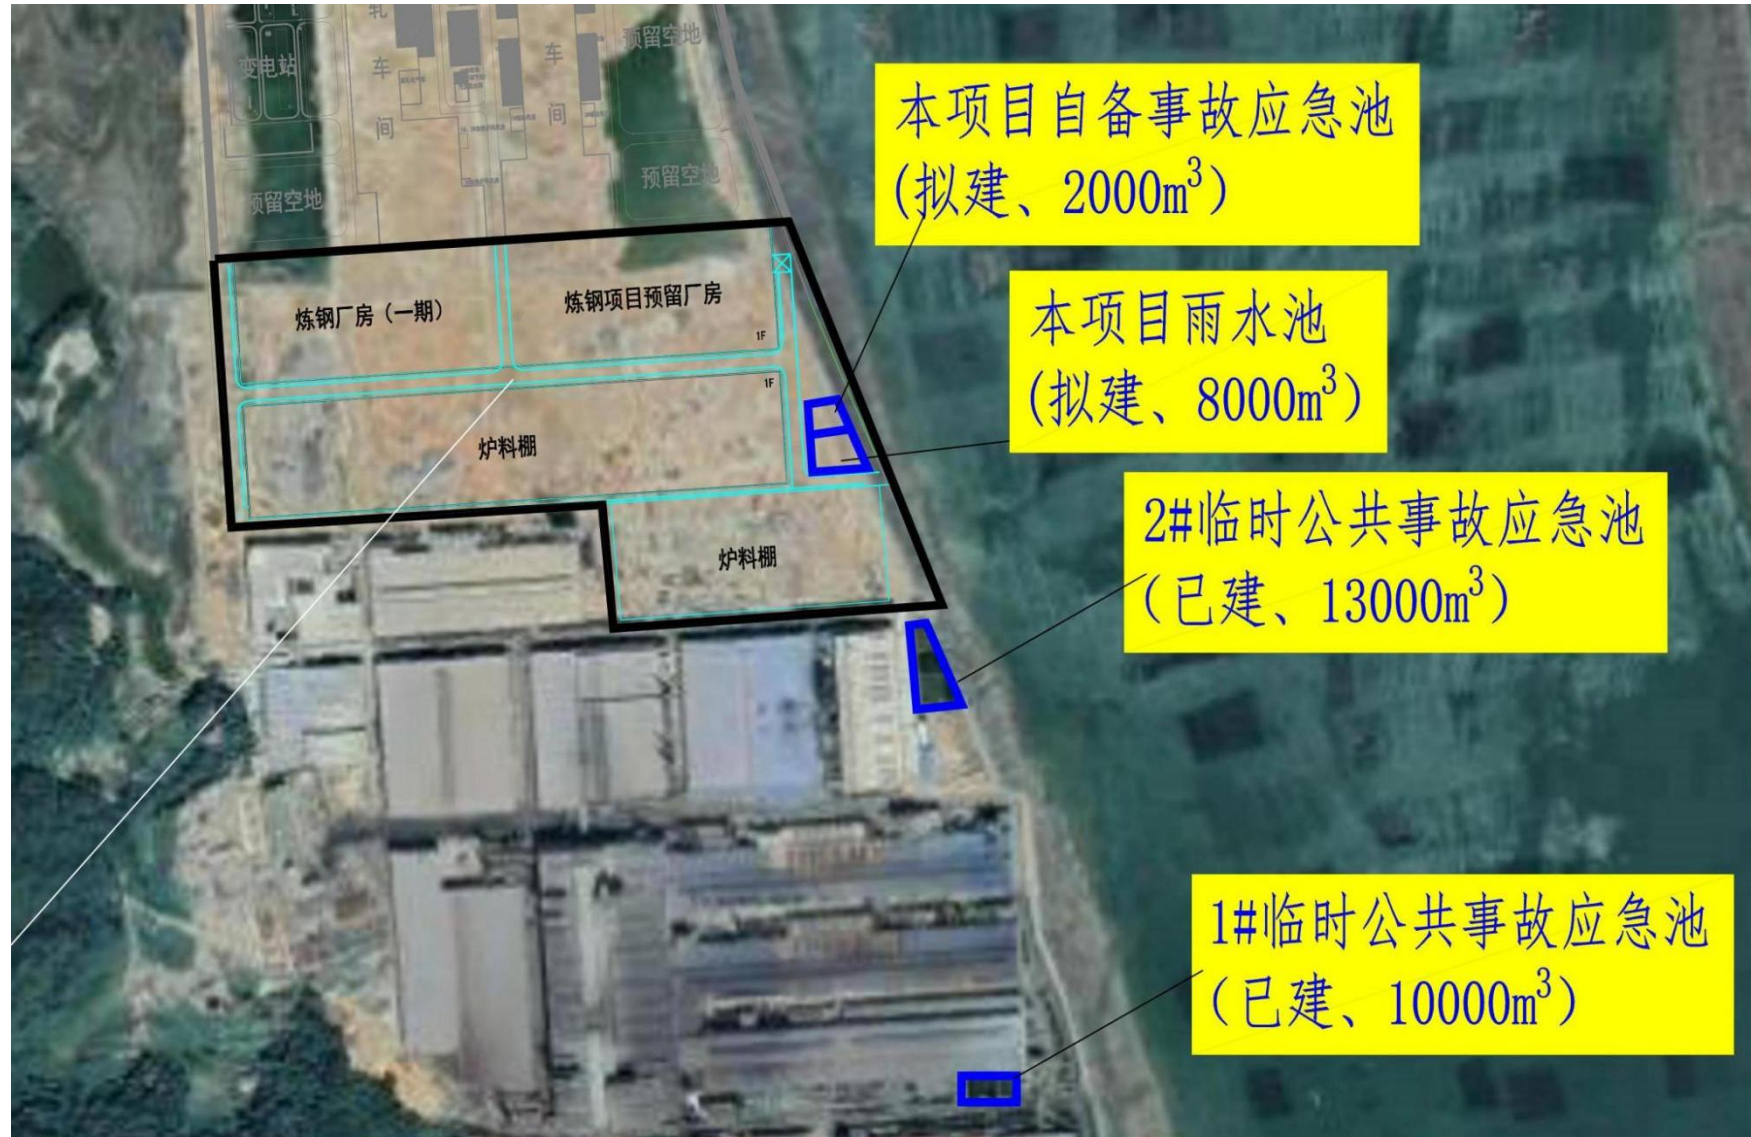 轧
车
间
车
间
预留空地
变电站
预留空地
预留空地
本项目自备事故应急池
(拟建、2000m³)
炼钢厂房（一期）
炼钢项目预留厂房
1F
本项目雨水池
(拟建、8000m³)
1F
炉料棚
2#临时公共事故应急池
（已建、13000m³）
炉料棚
1#临时公共事故应急池
（已建、10000m³）